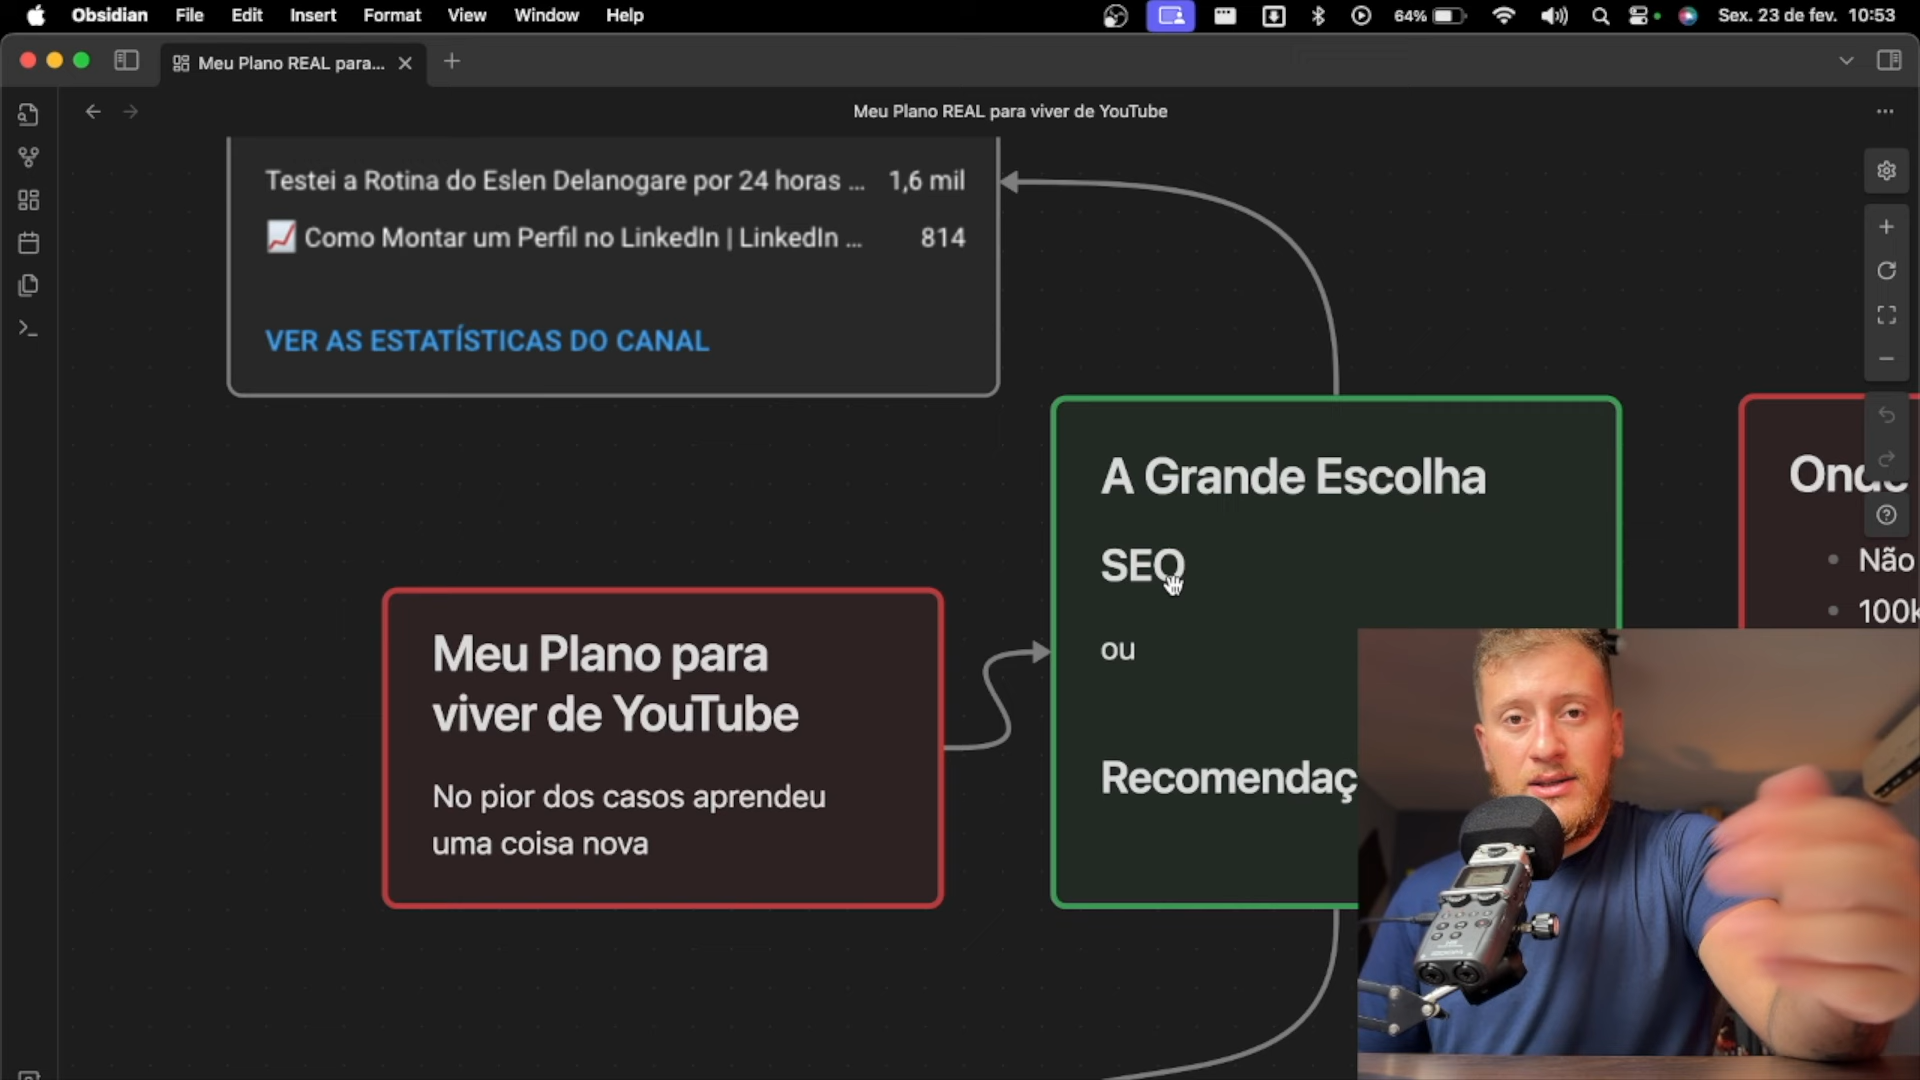 Obsidian File Edit Insert Format View Window Help 64% Sex. 23 de fev. 10:53
Meu Plano REAL para...
Meu Plano REAL para viver de YouTube
Testei a Rotina do Eslen Delanogare por 24 horas ... 1,6 mil
Como Montar um Perfil no LinkedIn | LinkedIn ... 814
VER AS ESTATÍSTICAS DO CANAL
A Grande Escolha
SEO
ou
Recomendaç
Meu Plano para
viver de YouTube
No pior dos casos aprendeu
uma coisa nova
Não